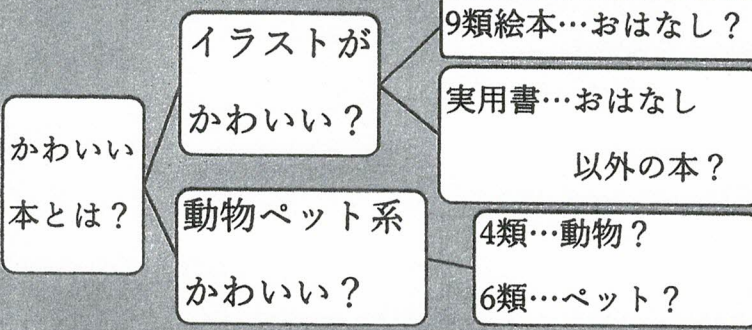 かわいい
本とは？
イラストが
かわいい？
9類絵本…おはなし？
実用書…おはなし
以外の本？
動物ペット系
かわいい？
4類…動物？
6類…ペット？